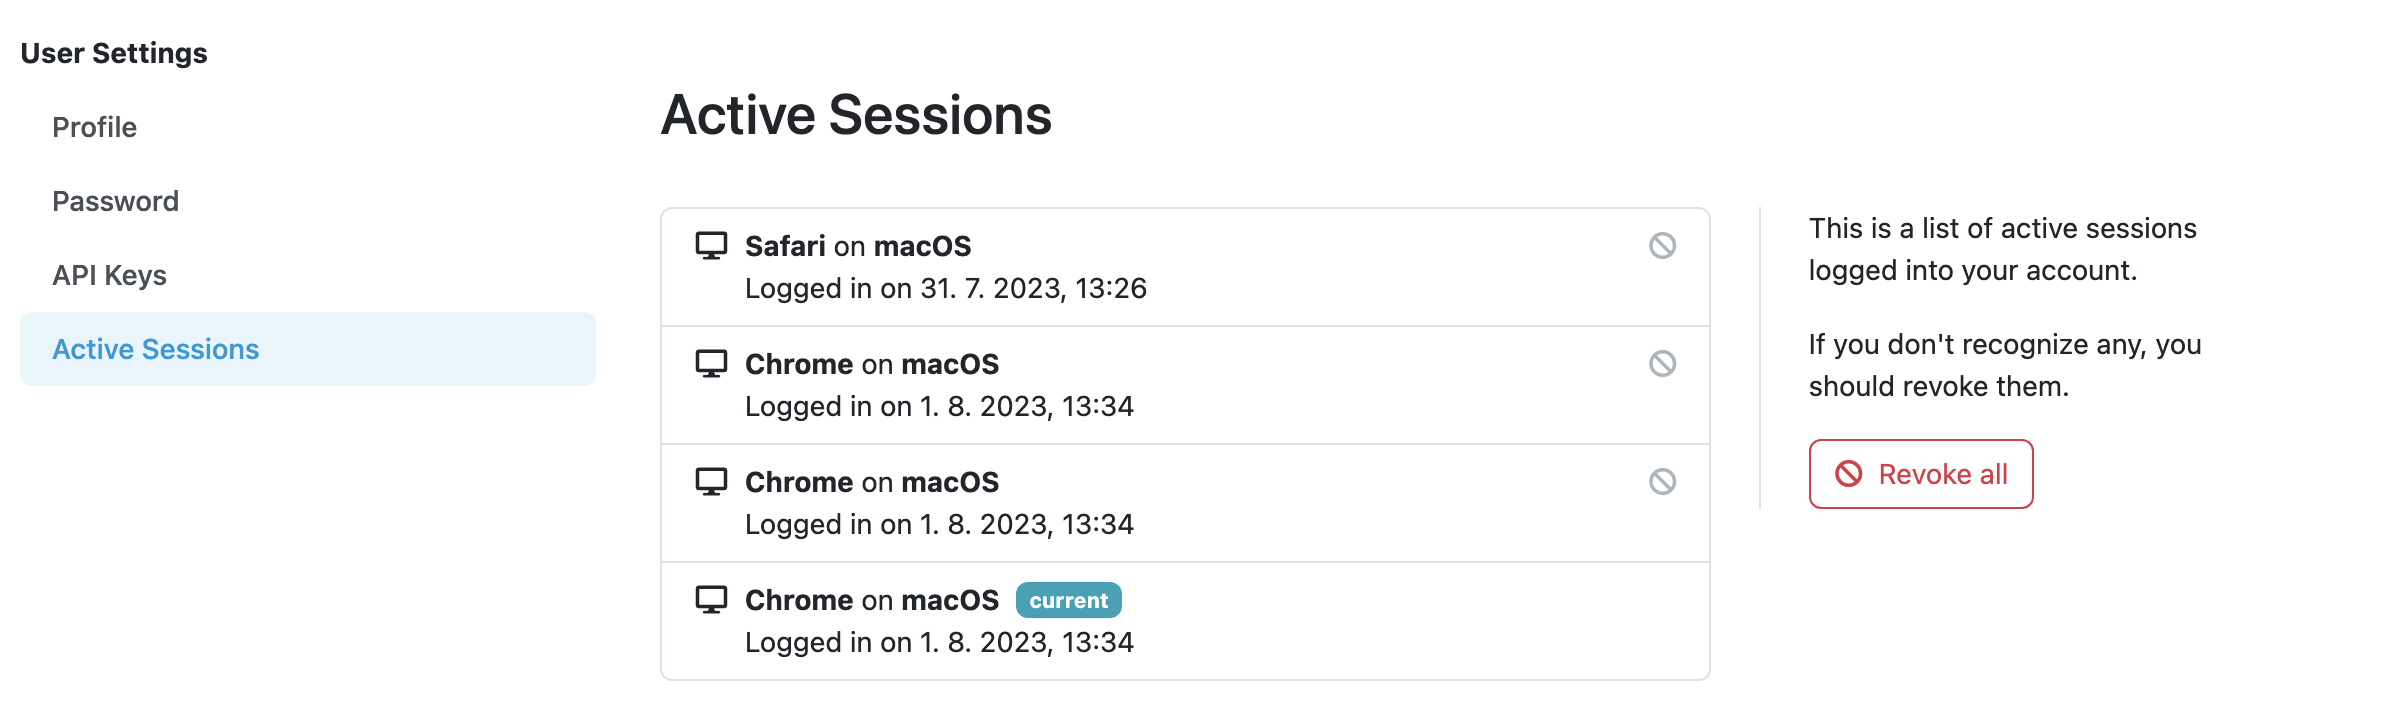 User Settings
Profile
Password
API Keys
Active Sessions
Active Sessions
Safari on macOS
Logged in on 31. 7. 2023, 13:26
Chrome on macOS
Logged in on 1. 8. 2023, 13:34
Chrome on macOS
Logged in on 1. 8. 2023, 13:34
Chrome on macOS current
Logged in on 1. 8. 2023, 13:34
This is a list of active sessions
logged into your account.
If you don't recognize any, you
should revoke them.
Revoke all